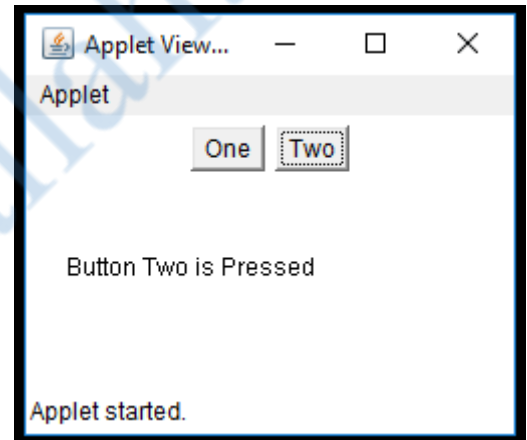 Applet View...
Applet
One Two
Button Two is Pressed
Applet started.